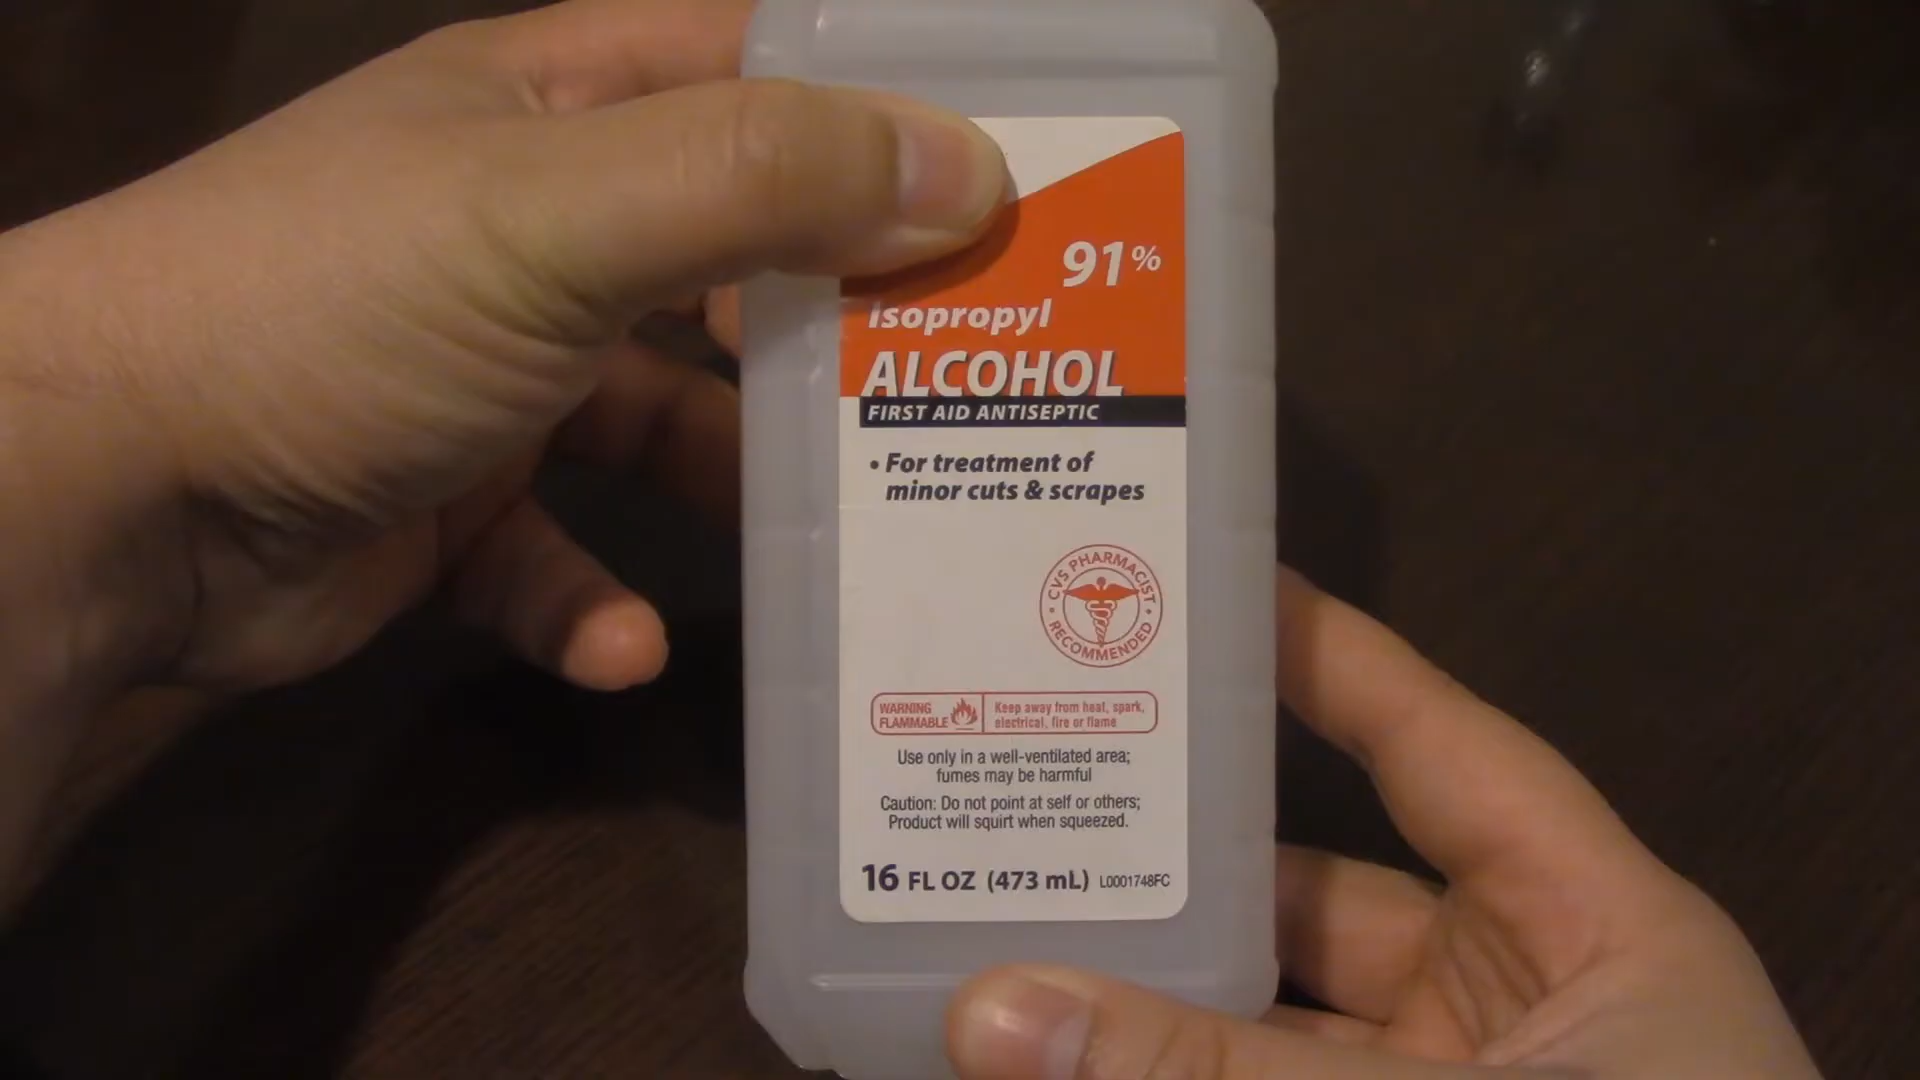 91%
Isopropyl
ALCOHOL
FIRST AID ANTISEPTIC
• For treatment of
minor cuts & scrapes
• CVS PHARMACIST •
RECOMMENDED
WARNING
FLAMMABLE
Keep away from heat, spark,
electrical, fire or flame
Use only in a well-ventilated area;
fumes may be harmful
Caution: Do not point at self or others;
Product will squirt when squeezed.
16 FL OZ (473 mL) L0001748FC